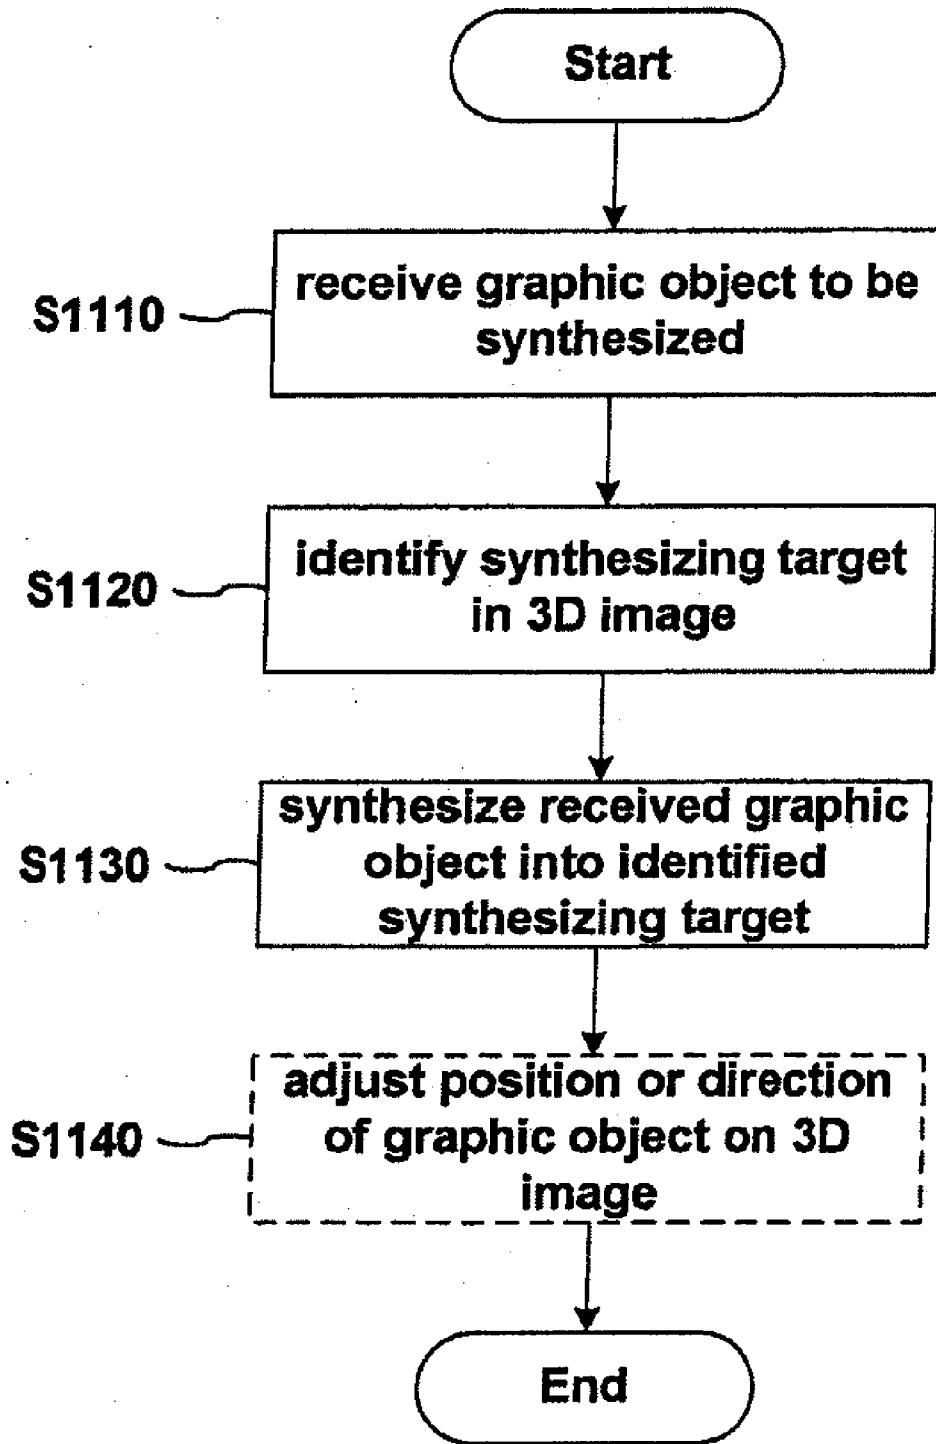 Start
S1110
receive graphic object to be
synthesized
S1120
identify synthesizing target
in 3D image
S1130
synthesize received graphic
object into identified
synthesizing target
S1140
adjust position or direction
of graphic object on 3D
image
End